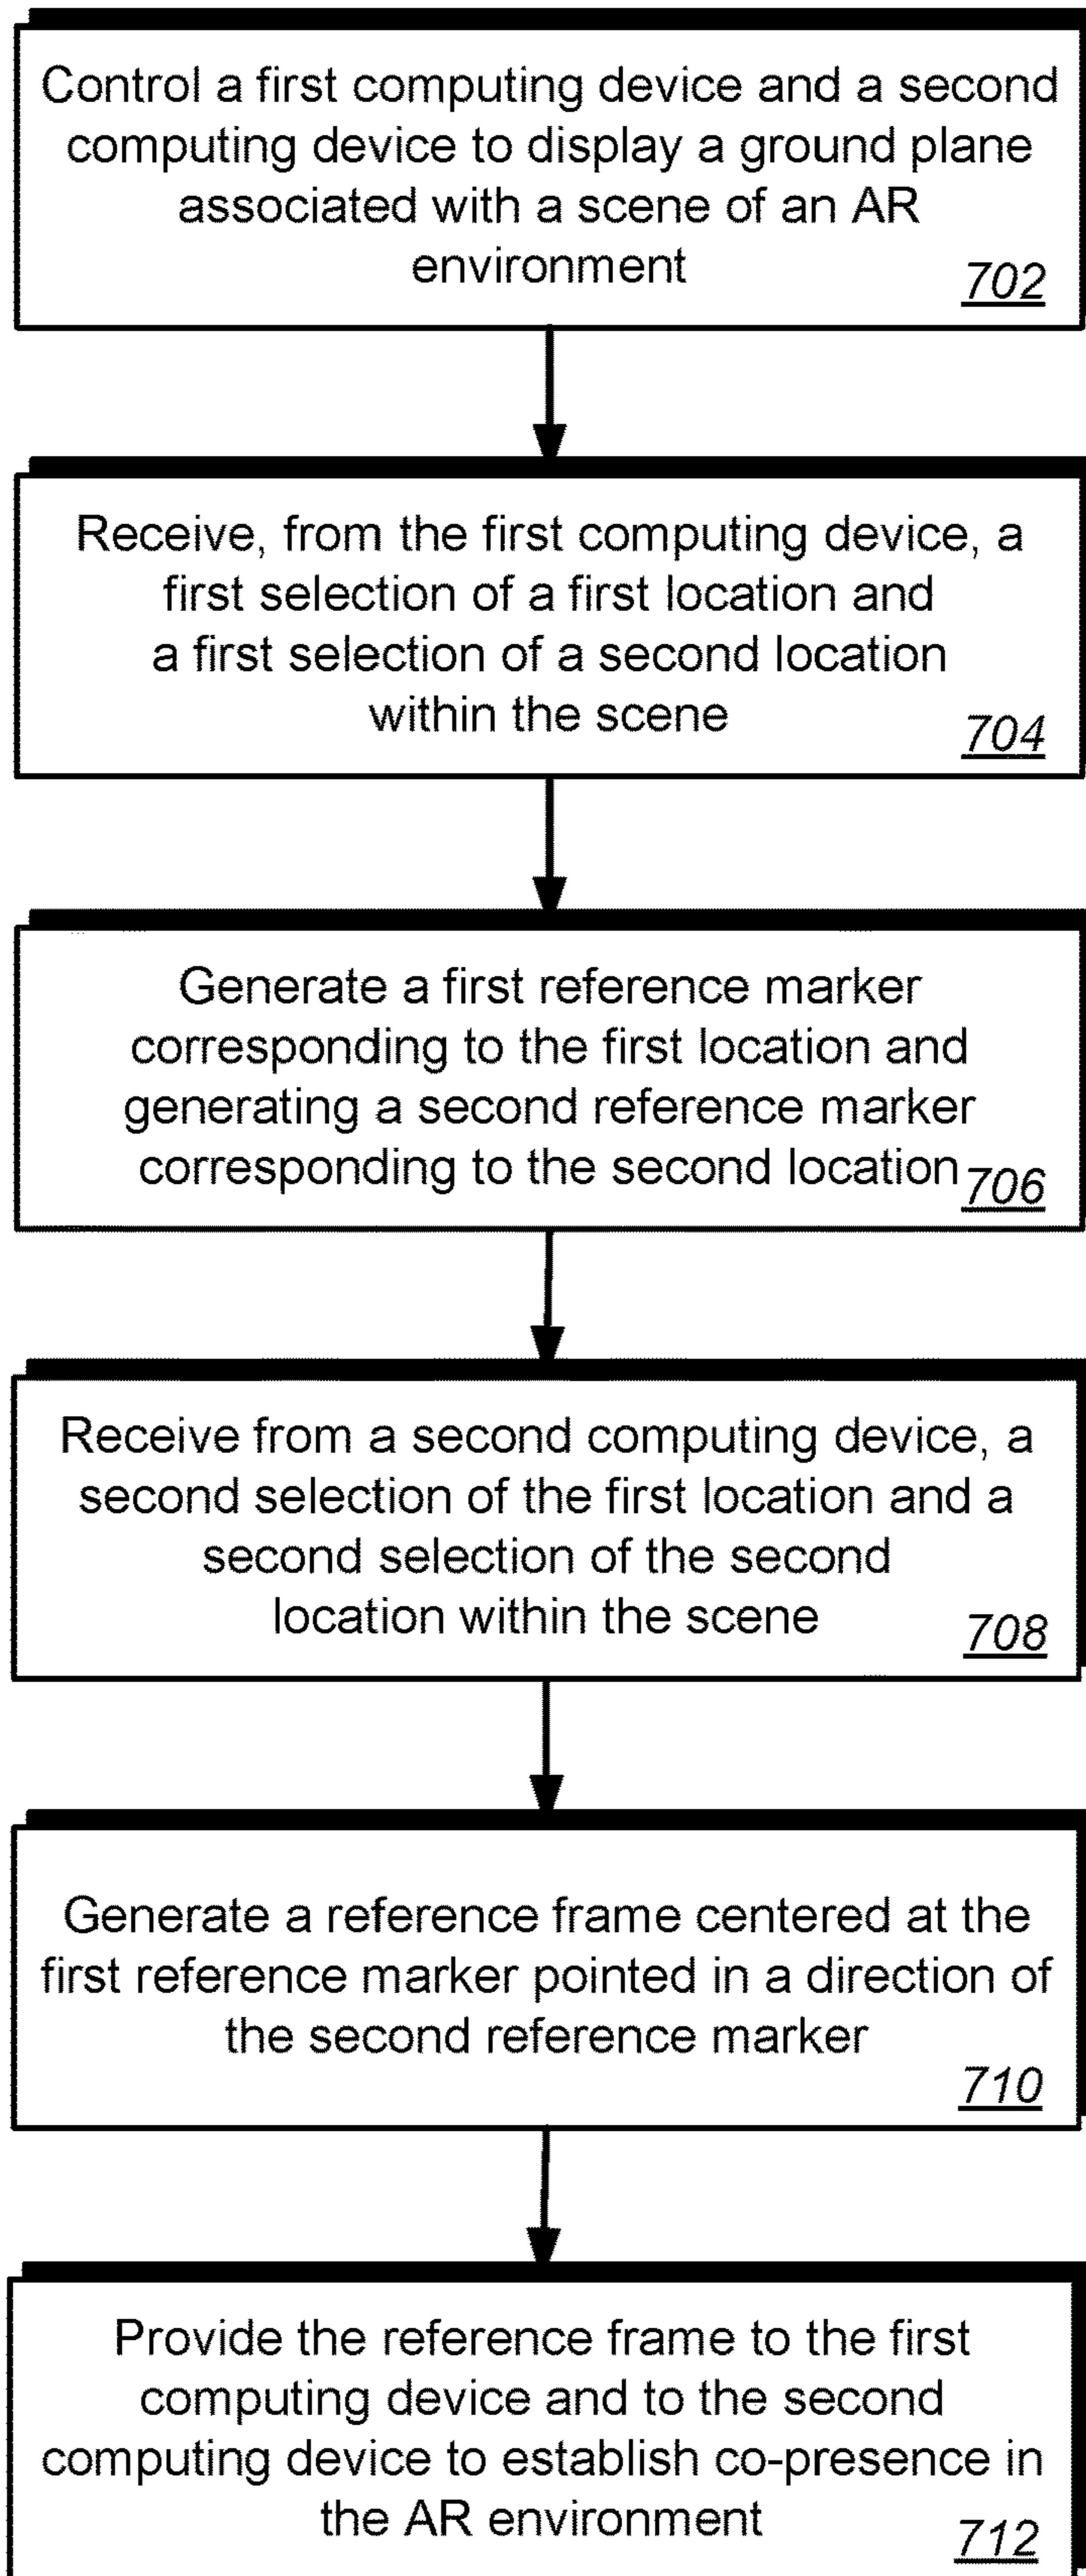 Control a first computing device and a second
computing device to display a ground plane
associated with a scene of an AR
environment
702
Receive, from the first computing device, a
first selection of a first location and
a first selection of a second location
within the scene
704
Generate a first reference marker
corresponding to the first location and
generating a second reference marker
corresponding to the second location
706
Receive from a second computing device, a
second selection of the first location and a
second selection of the second
location within the scene
708
Generate a reference frame centered at the
first reference marker pointed in a direction of
the second reference marker
710
Provide the reference frame to the first
computing device and to the second
computing device to establish co-presence in
the AR environment
712